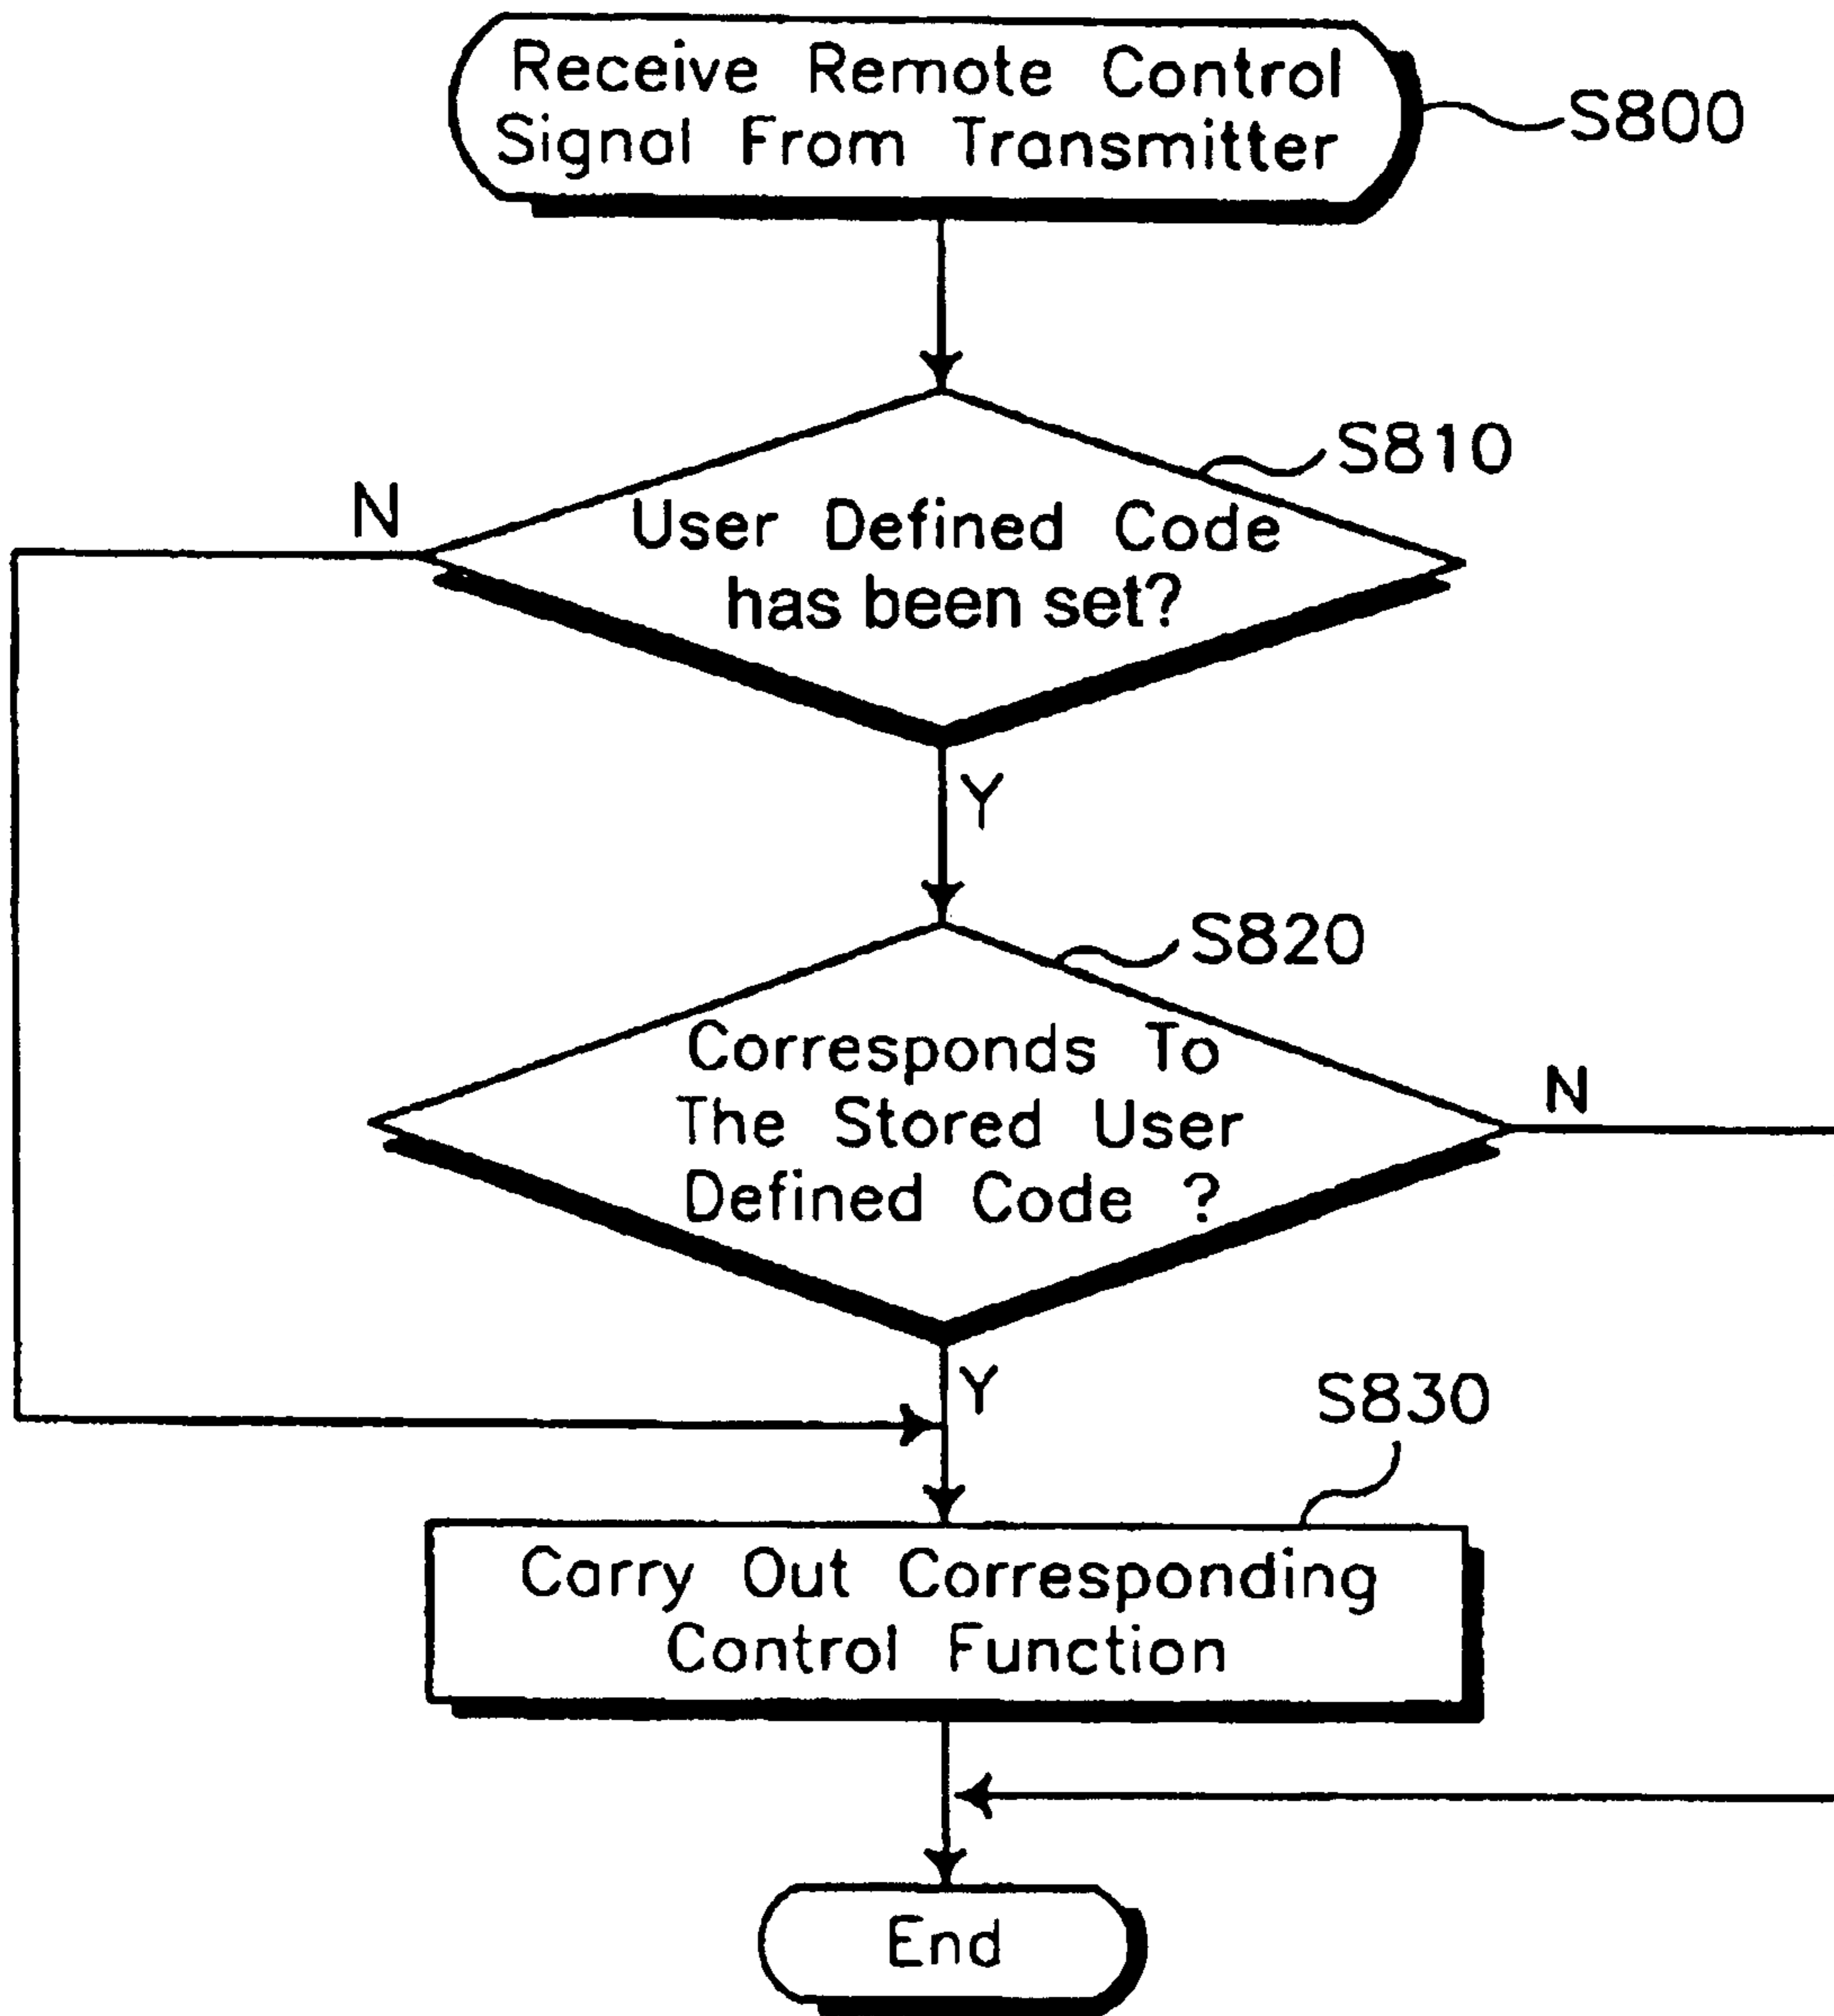 Receive Remote Control
Signal From Transmitter
S800
S810
N
User Defined Code
has been set?
Y
S820
Corresponds To
The Stored User
Defined Code ?
N
Y
S830
Carry Out Corresponding
Control Function
End